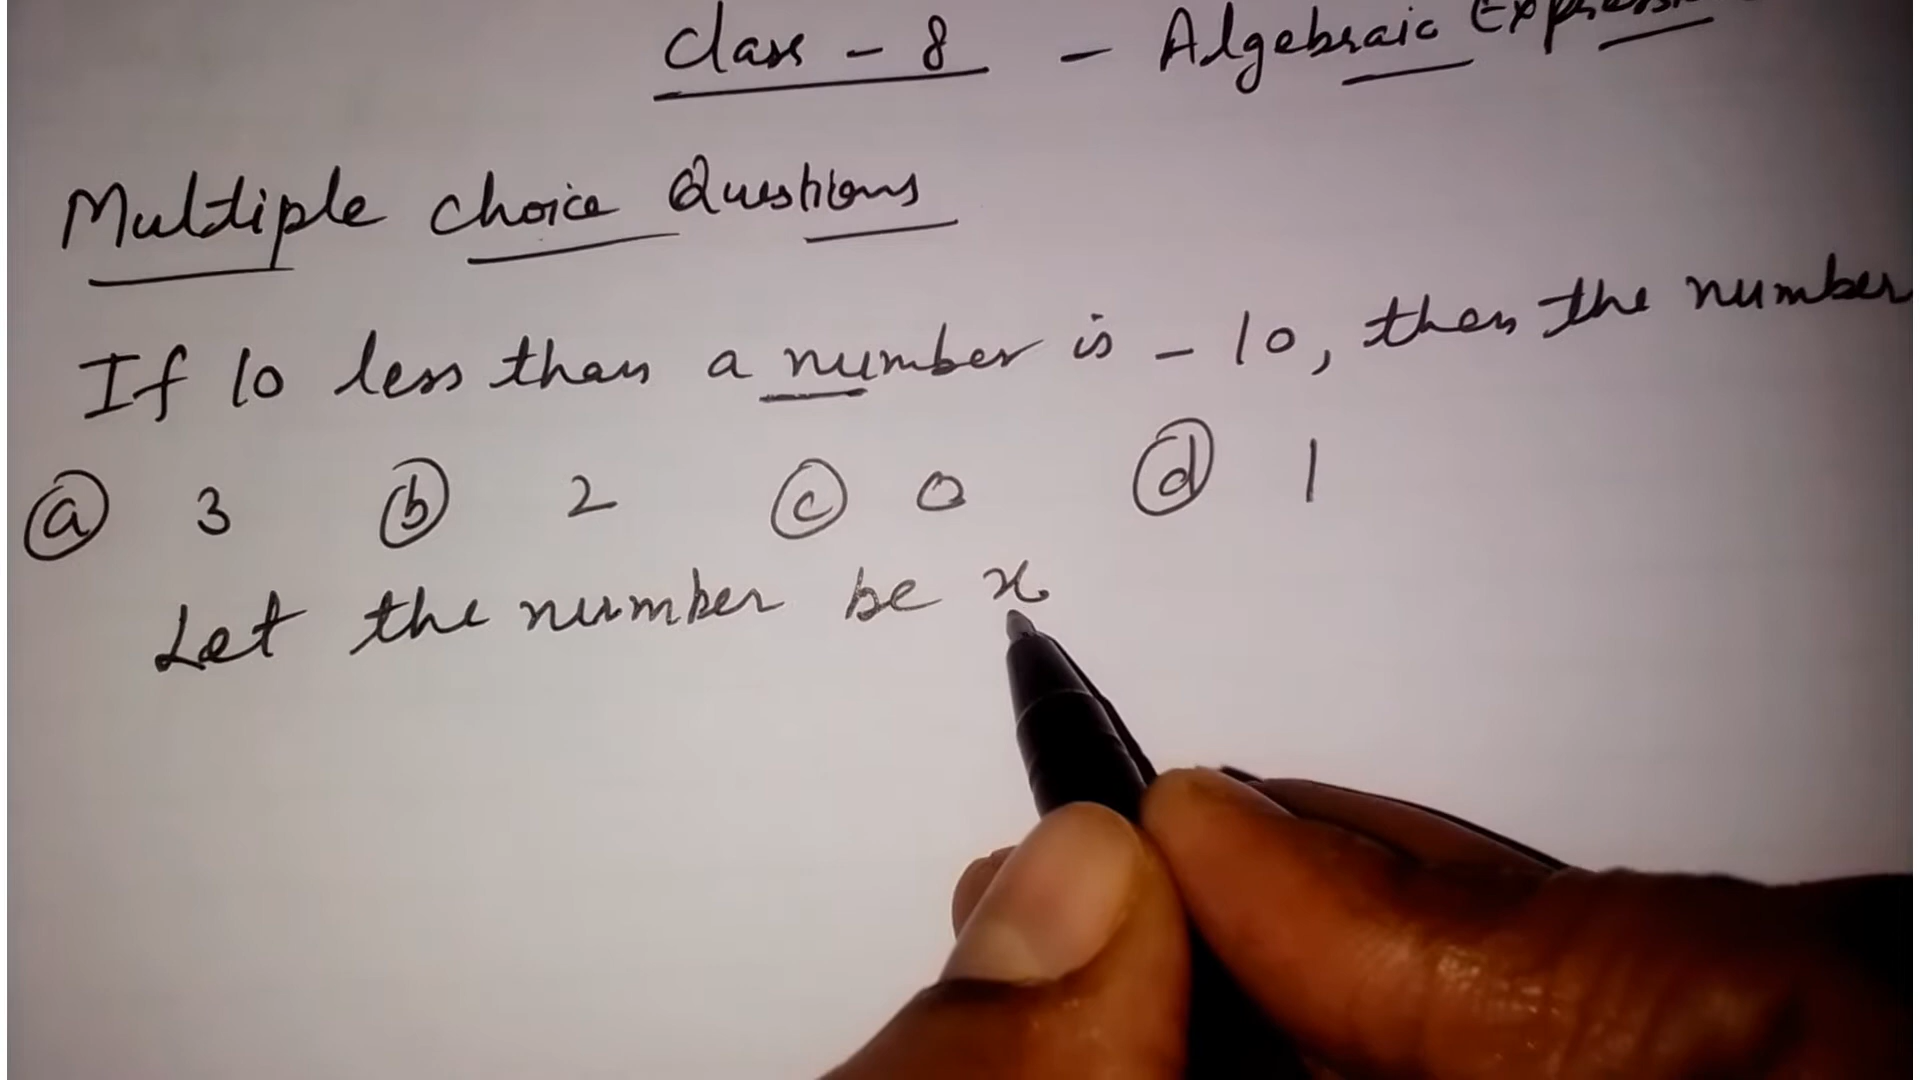 Class - 8 - Algebraic Expressi
Multiple choice Questions
If 10 less than a number is - 10, then the number
(a) 3 (b) 2 (c) 0 (d) 1
Let the number be x